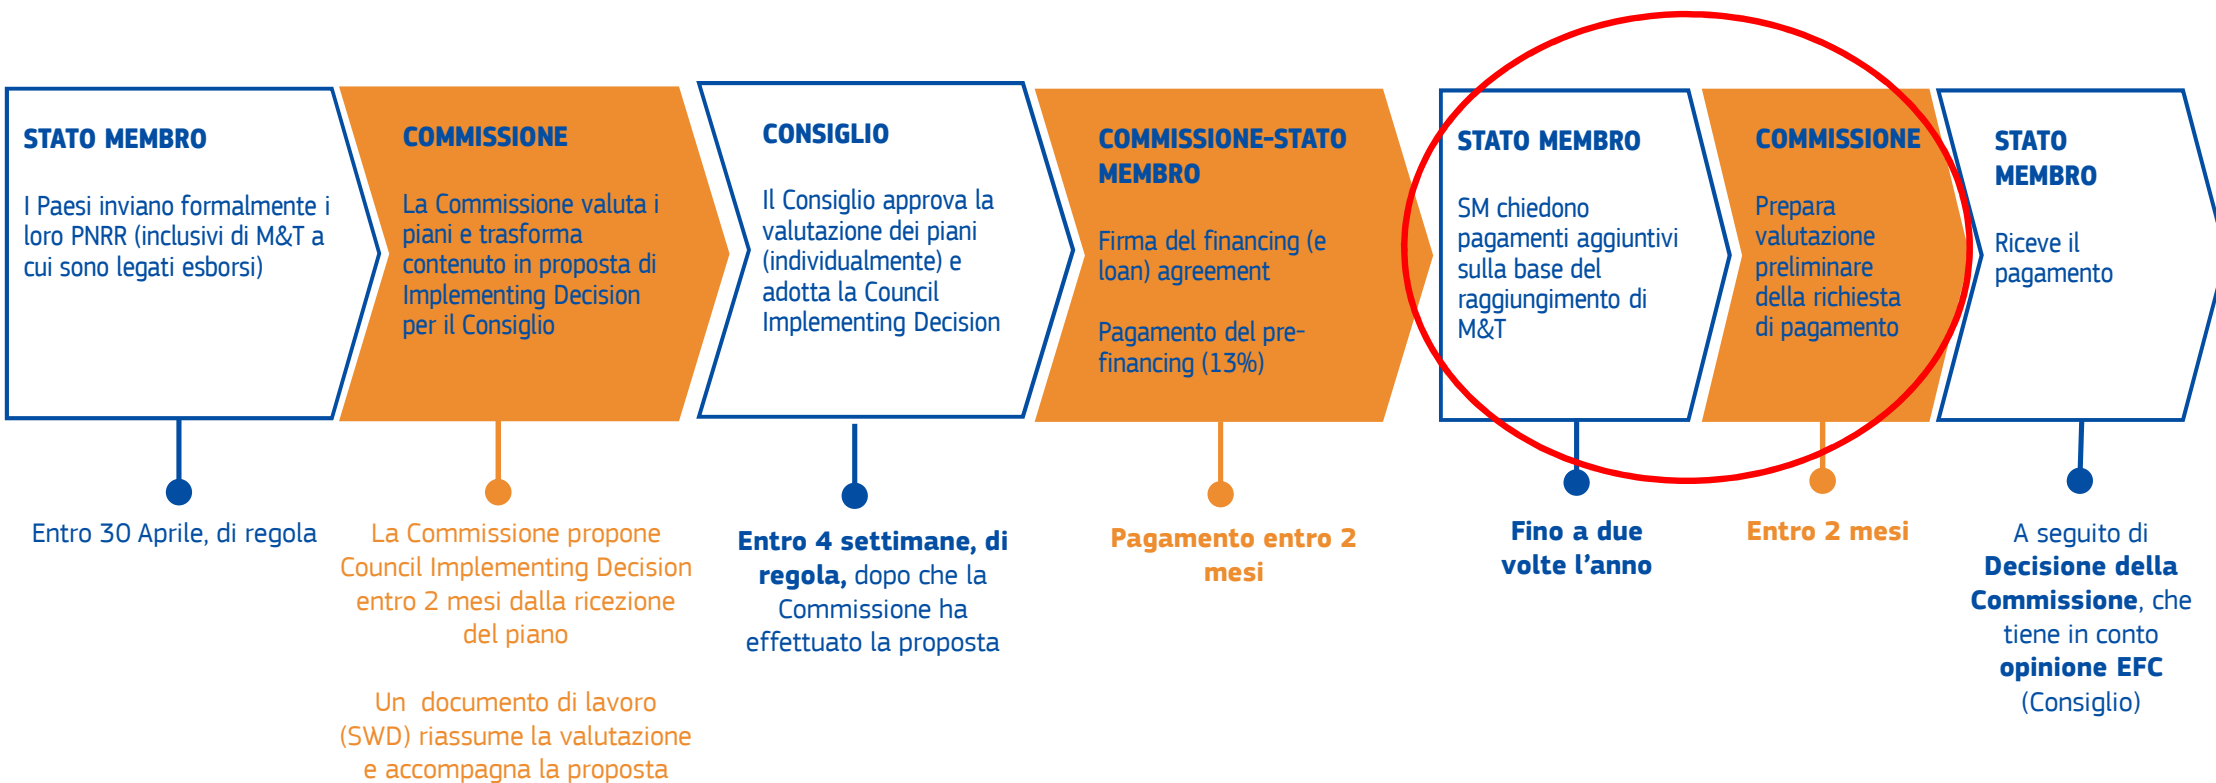 STATO MEMBRO
I Paesi inviano formalmente i
loro PNRR (inclusivi di M&T a
cui sono legati esborsi)
Entro 30 Aprile, di regola
COMMISSIONE
La Commissione valuta i
piani e trasforma
contenuto in proposta di
Implementing Decision
per il Consiglio
La Commissione propone
Council Implementing Decision
entro 2 mesi dalla ricezione
del piano
Un documento di lavoro
(SWD) riassume la valutazione
e accompagna la proposta
CONSIGLIO
Il Consiglio approva la
valutazione dei piani
(individualmente) e
adotta la Council
Implementing Decision
Entro 4 settimane, di
regola, dopo che la
Commissione ha
effettuato la proposta
COMMISSIONE-STATO
MEMBRO
Firma del financing (e
loan) agreement
Pagamento del pre-
financing (13%)
Pagamento entro 2
mesi
STATO MEMBRO
SM chiedono
pagamenti aggiuntivi
sulla base del
raggiungimento di
M&T
Fino a due
volte l'anno
COMMISSIONE
Prepara
valutazione
preliminare
della richiesta
di pagamento
Entro 2 mesi
STATO
MEMBRO
Riceve il
pagamento
A seguito di
Decisione della
Commissione, che
tiene in conto
opinione EFC
(Consiglio)